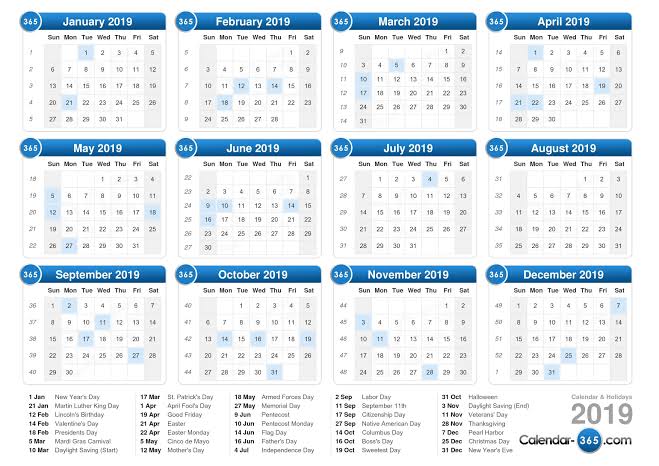 365 January 2019
Sun Mon Tue Wed Thu Fri Sat
1 1 2 3 4 5
2 6 7 8 9 10 11 12
3 13 14 15 16 17 18 19
4 20 21 22 23 24 25 26
5 27 28 29 30 31
365 February 2019
Sun Mon Tue Wed Thu Fri Sat
5 1 2
6 3 4 5 6 7 8 9
7 10 11 12 13 14 15 16
8 17 18 19 20 21 22 23
9 24 25 26 27 28
365 March 2019
Sun Mon Tue Wed Thu Fri Sat
9 1 2
10 3 4 5 6 7 8 9
11 10 11 12 13 14 15 16
12 17 18 19 20 21 22 23
13 24 25 26 27 28 29 30
14 31
365 April 2019
Sun Mon Tue Wed Thu Fri Sat
14 1 2 3 4 5 6
15 7 8 9 10 11 12 13
16 14 15 16 17 18 19 20
17 21 22 23 24 25 26 27
18 28 29 30
365 May 2019
Sun Mon Tue Wed Thu Fri Sat
18 1 2 3 4
19 5 6 7 8 9 10 11
20 12 13 14 15 16 17 18
21 19 20 21 22 23 24 25
22 26 27 28 29 30 31
365 June 2019
Sun Mon Tue Wed Thu Fri Sat
22 1
23 2 3 4 5 6 7 8
24 9 10 11 12 13 14 15
25 16 17 18 19 20 21 22
26 23 24 25 26 27 28 29
27 30
365 July 2019
Sun Mon Tue Wed Thu Fri Sat
27 1 2 3 4 5 6
28 7 8 9 10 11 12 13
29 14 15 16 17 18 19 20
30 21 22 23 24 25 26 27
31 28 29 30 31
365 August 2019
Sun Mon Tue Wed Thu Fri Sat
31 1 2 3
32 4 5 6 7 8 9 10
33 11 12 13 14 15 16 17
34 18 19 20 21 22 23 24
35 25 26 27 28 29 30 31
365 September 2019
Sun Mon Tue Wed Thu Fri Sat
36 1 2 3 4 5 6 7
37 8 9 10 11 12 13 14
38 15 16 17 18 19 20 21
39 22 23 24 25 26 27 28
40 29 30
365 October 2019
Sun Mon Tue Wed Thu Fri Sat
40 1 2 3 4 5
41 6 7 8 9 10 11 12
42 13 14 15 16 17 18 19
43 20 21 22 23 24 25 26
44 27 28 29 30 31
365 November 2019
Sun Mon Tue Wed Thu Fri Sat
44 1 2
45 3 4 5 6 7 8 9
46 10 11 12 13 14 15 16
47 17 18 19 20 21 22 23
48 24 25 26 27 28 29 30
365 December 2019
Sun Mon Tue Wed Thu Fri Sat
49 1 2 3 4 5 6 7
50 8 9 10 11 12 13 14
51 15 16 17 18 19 20 21
52 22 23 24 25 26 27 28
1 29 30 31
1 Jan New Year's Day
21 Jan Martin Luther King Day
12 Feb Lincoln's Birthday
14 Feb Valentine's Day
18 Feb Presidents Day
5 Mar Mardi Gras Carnival
10 Mar Daylight Saving (Start)
17 Mar St. Patrick's Day
1 Apr April Fool's Day
19 Apr Good Friday
21 Apr Easter
22 Apr Easter
5 May Cinco de Mayo
12 May Mother's Day
18 May Armed Forces Day
27 May Memorial Day
9 Jun Pentecost
10 Jun Pentecost
14 Jun Flag Day
16 Jun Father's Day
4 Jul Independence Day
2 Sep Labor Day
11 Sep September 11th
17 Sep Citizenship Day
27 Sep Native American Day
14 Oct Columbus Day
16 Oct Boss's Day
19 Oct Sweetest Day
31 Oct Halloween
3 Nov Daylight Saving (End)
11 Nov Veterans' Day
28 Nov Thanksgiving
7 Dec Pearl Harbor
25 Dec Christmas Day
31 Dec New Year's Eve
Calendar & Holidays
2019
Calendar-365.com